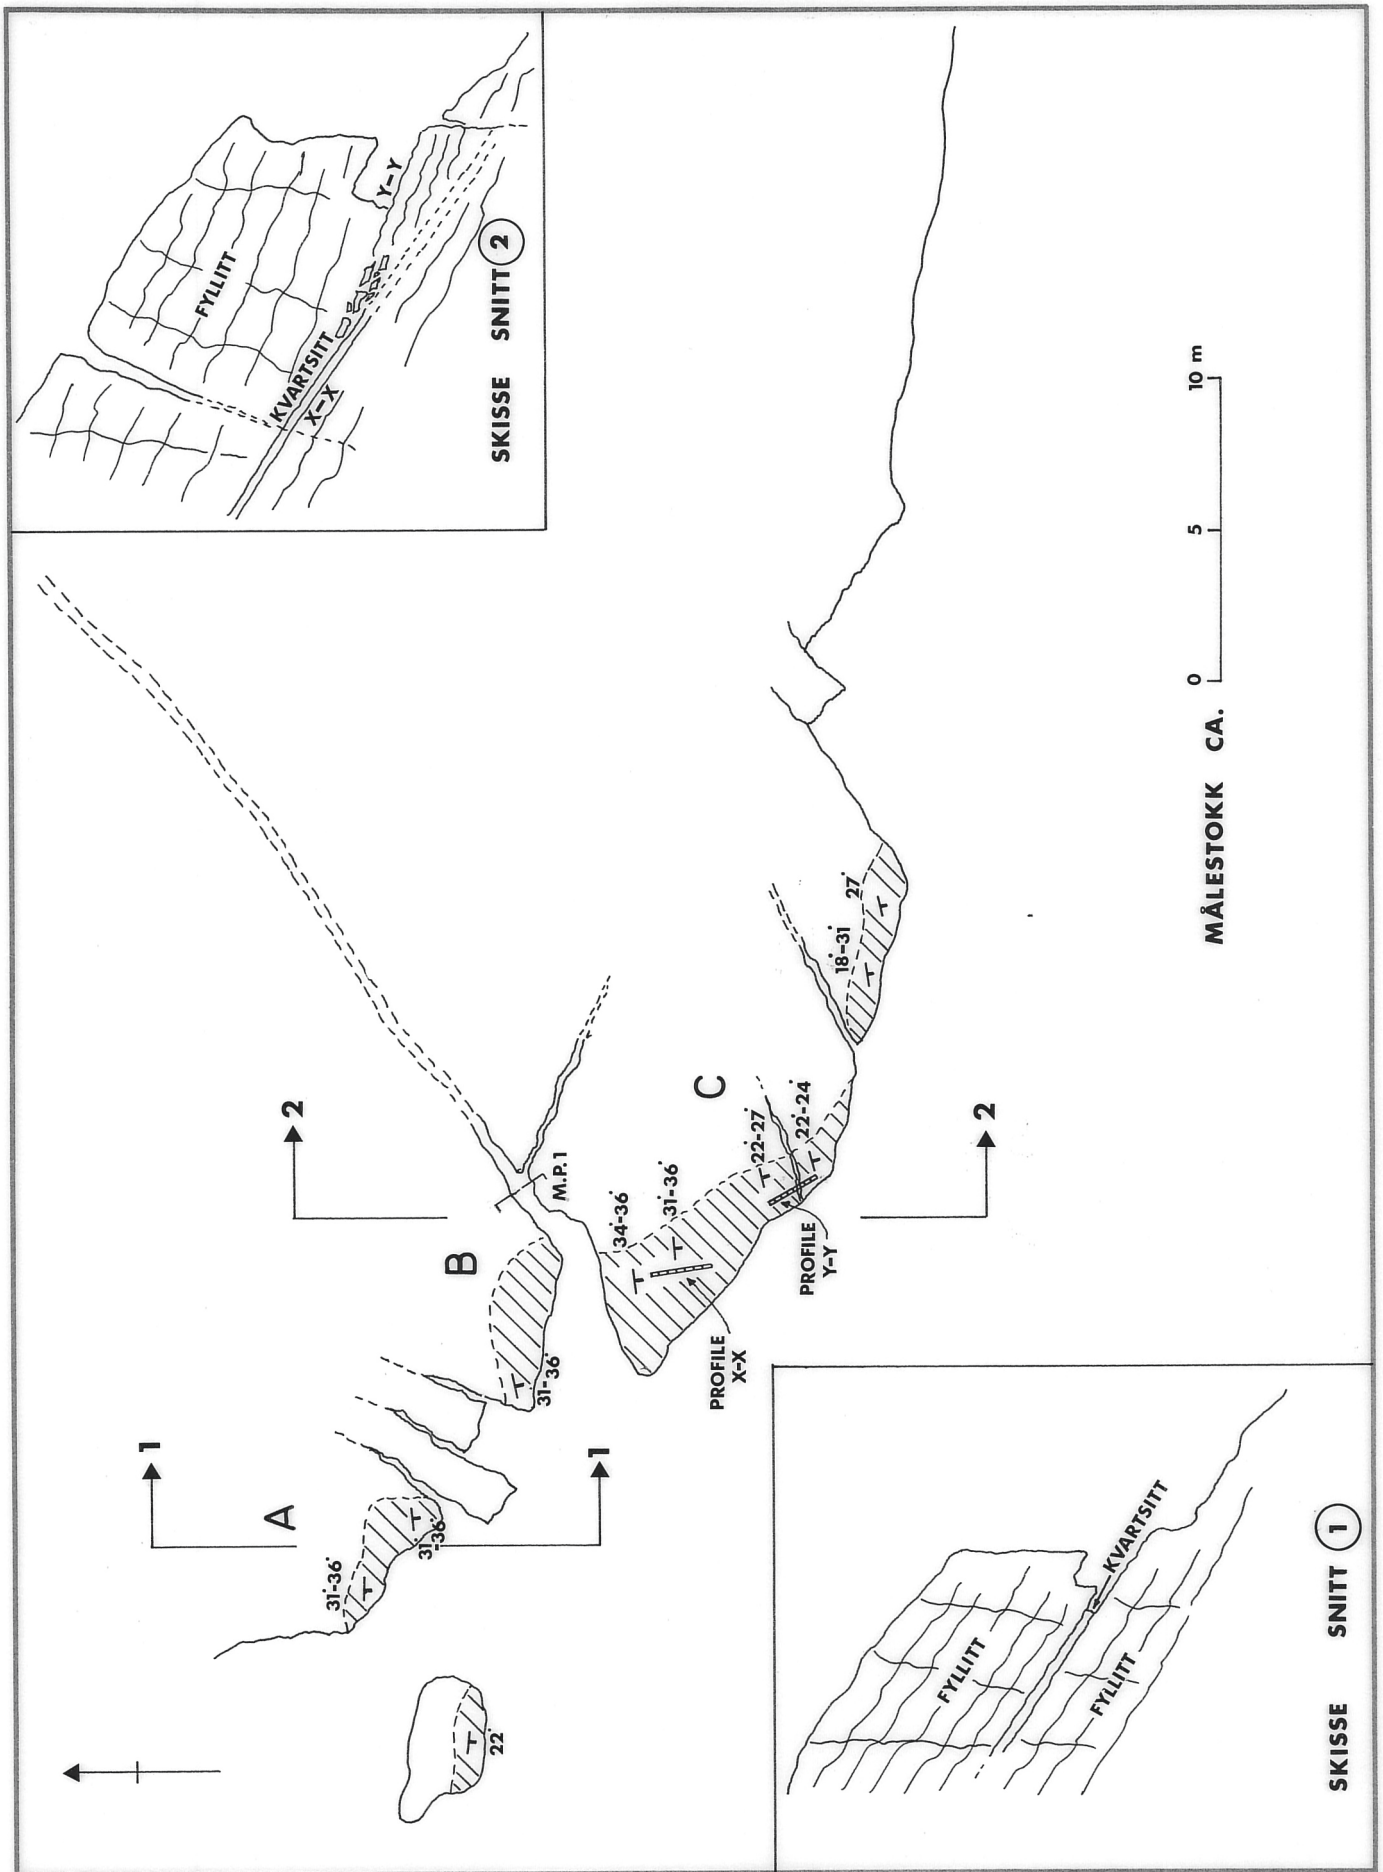 FYLLITT
KVARTSITT
X-X
Y-Y
SKISSE SNITT 2
1
1
A
31°-36°
31°-36°
22°
B
31°-36°
2
2
M.P.1
C
34°-36°
31°-36°
22°-27°
22°-24°
18°-31°
27°
PROFILE
X-X
PROFILE
Y-Y
FYLLITT
KVARTSITT
FYLLITT
SKISSE SNITT 1
0 5 10 m
MÅLESTOKK CA.